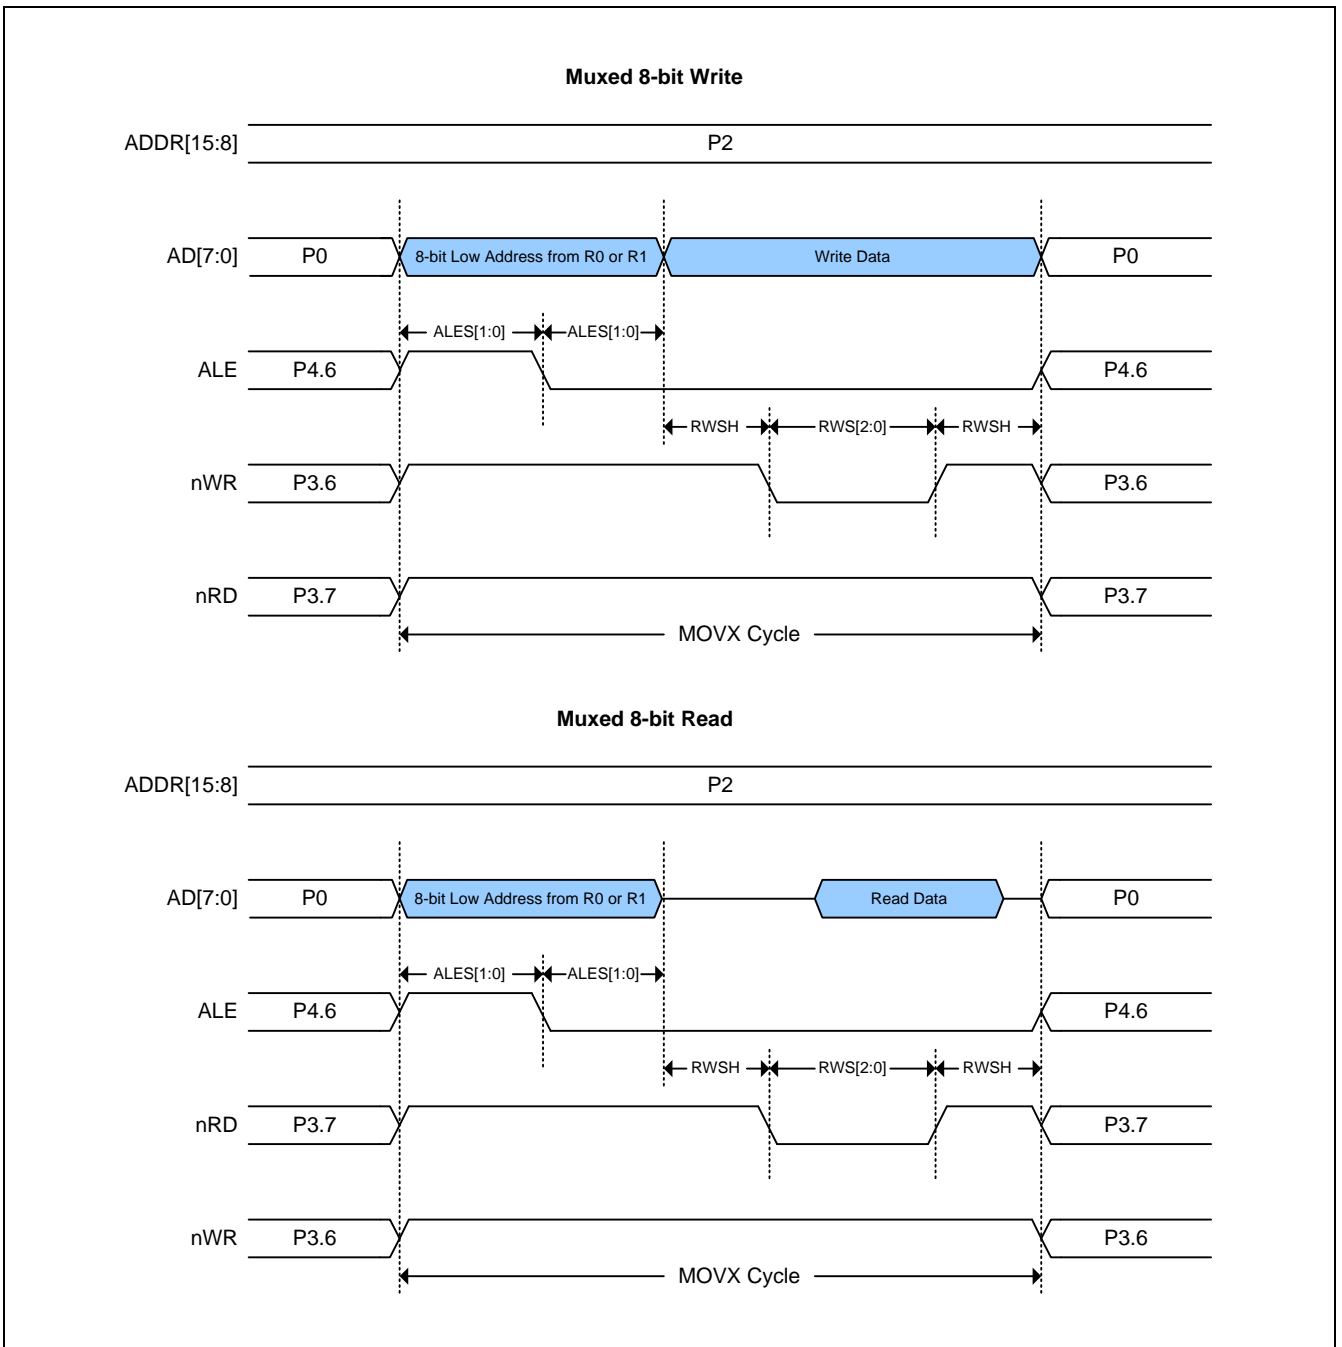 Muxed 8-bit Write
ADDR[15:8] P2
AD[7:0] P0 8-bit Low Address from R0 or R1 Write Data P0
ALES[1:0] ALES[1:0]
ALE P4.6 P4.6
RWSH RWS[2:0] RWSH
nWR P3.6 P3.6
nRD P3.7 P3.7
MOVX Cycle
Muxed 8-bit Read
ADDR[15:8] P2
AD[7:0] P0 8-bit Low Address from R0 or R1 Read Data P0
ALES[1:0] ALES[1:0]
ALE P4.6 P4.6
RWSH RWS[2:0] RWSH
nRD P3.7 P3.7
nWR P3.6 P3.6
MOVX Cycle